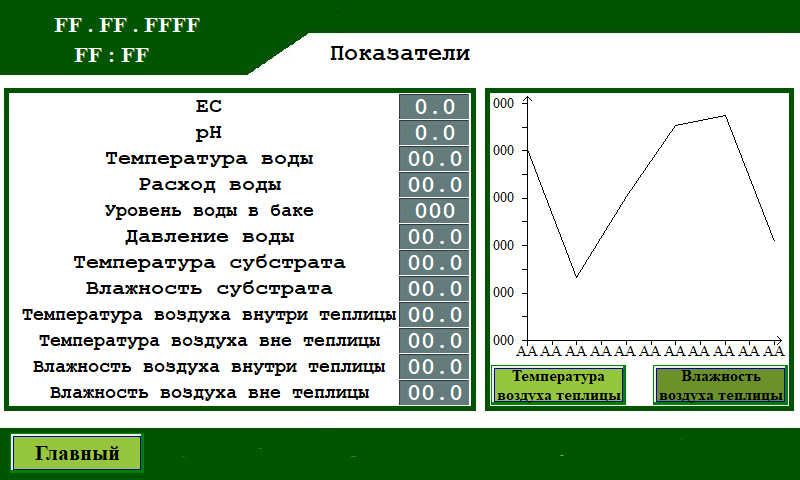 FF . FF . FFFF
FF : FF
Показатели
EC 0.0
pH 0.0
Температура воды 00.0
Расход воды 00.0
Уровень воды в баке 000
Давление воды 00.0
Температура субстрата 00.0
Влажность субстрата 00.0
Температура воздуха внутри теплицы 00.0
Температура воздуха вне теплицы 00.0
Влажность воздуха внутри теплицы 00.0
Влажность воздуха вне теплицы 00.0
000
000
000
000
000
000
AA AA AA AA AA AA AA AA AA AA AA
Температура
воздуха теплицы
Влажность
воздуха теплицы
Главный